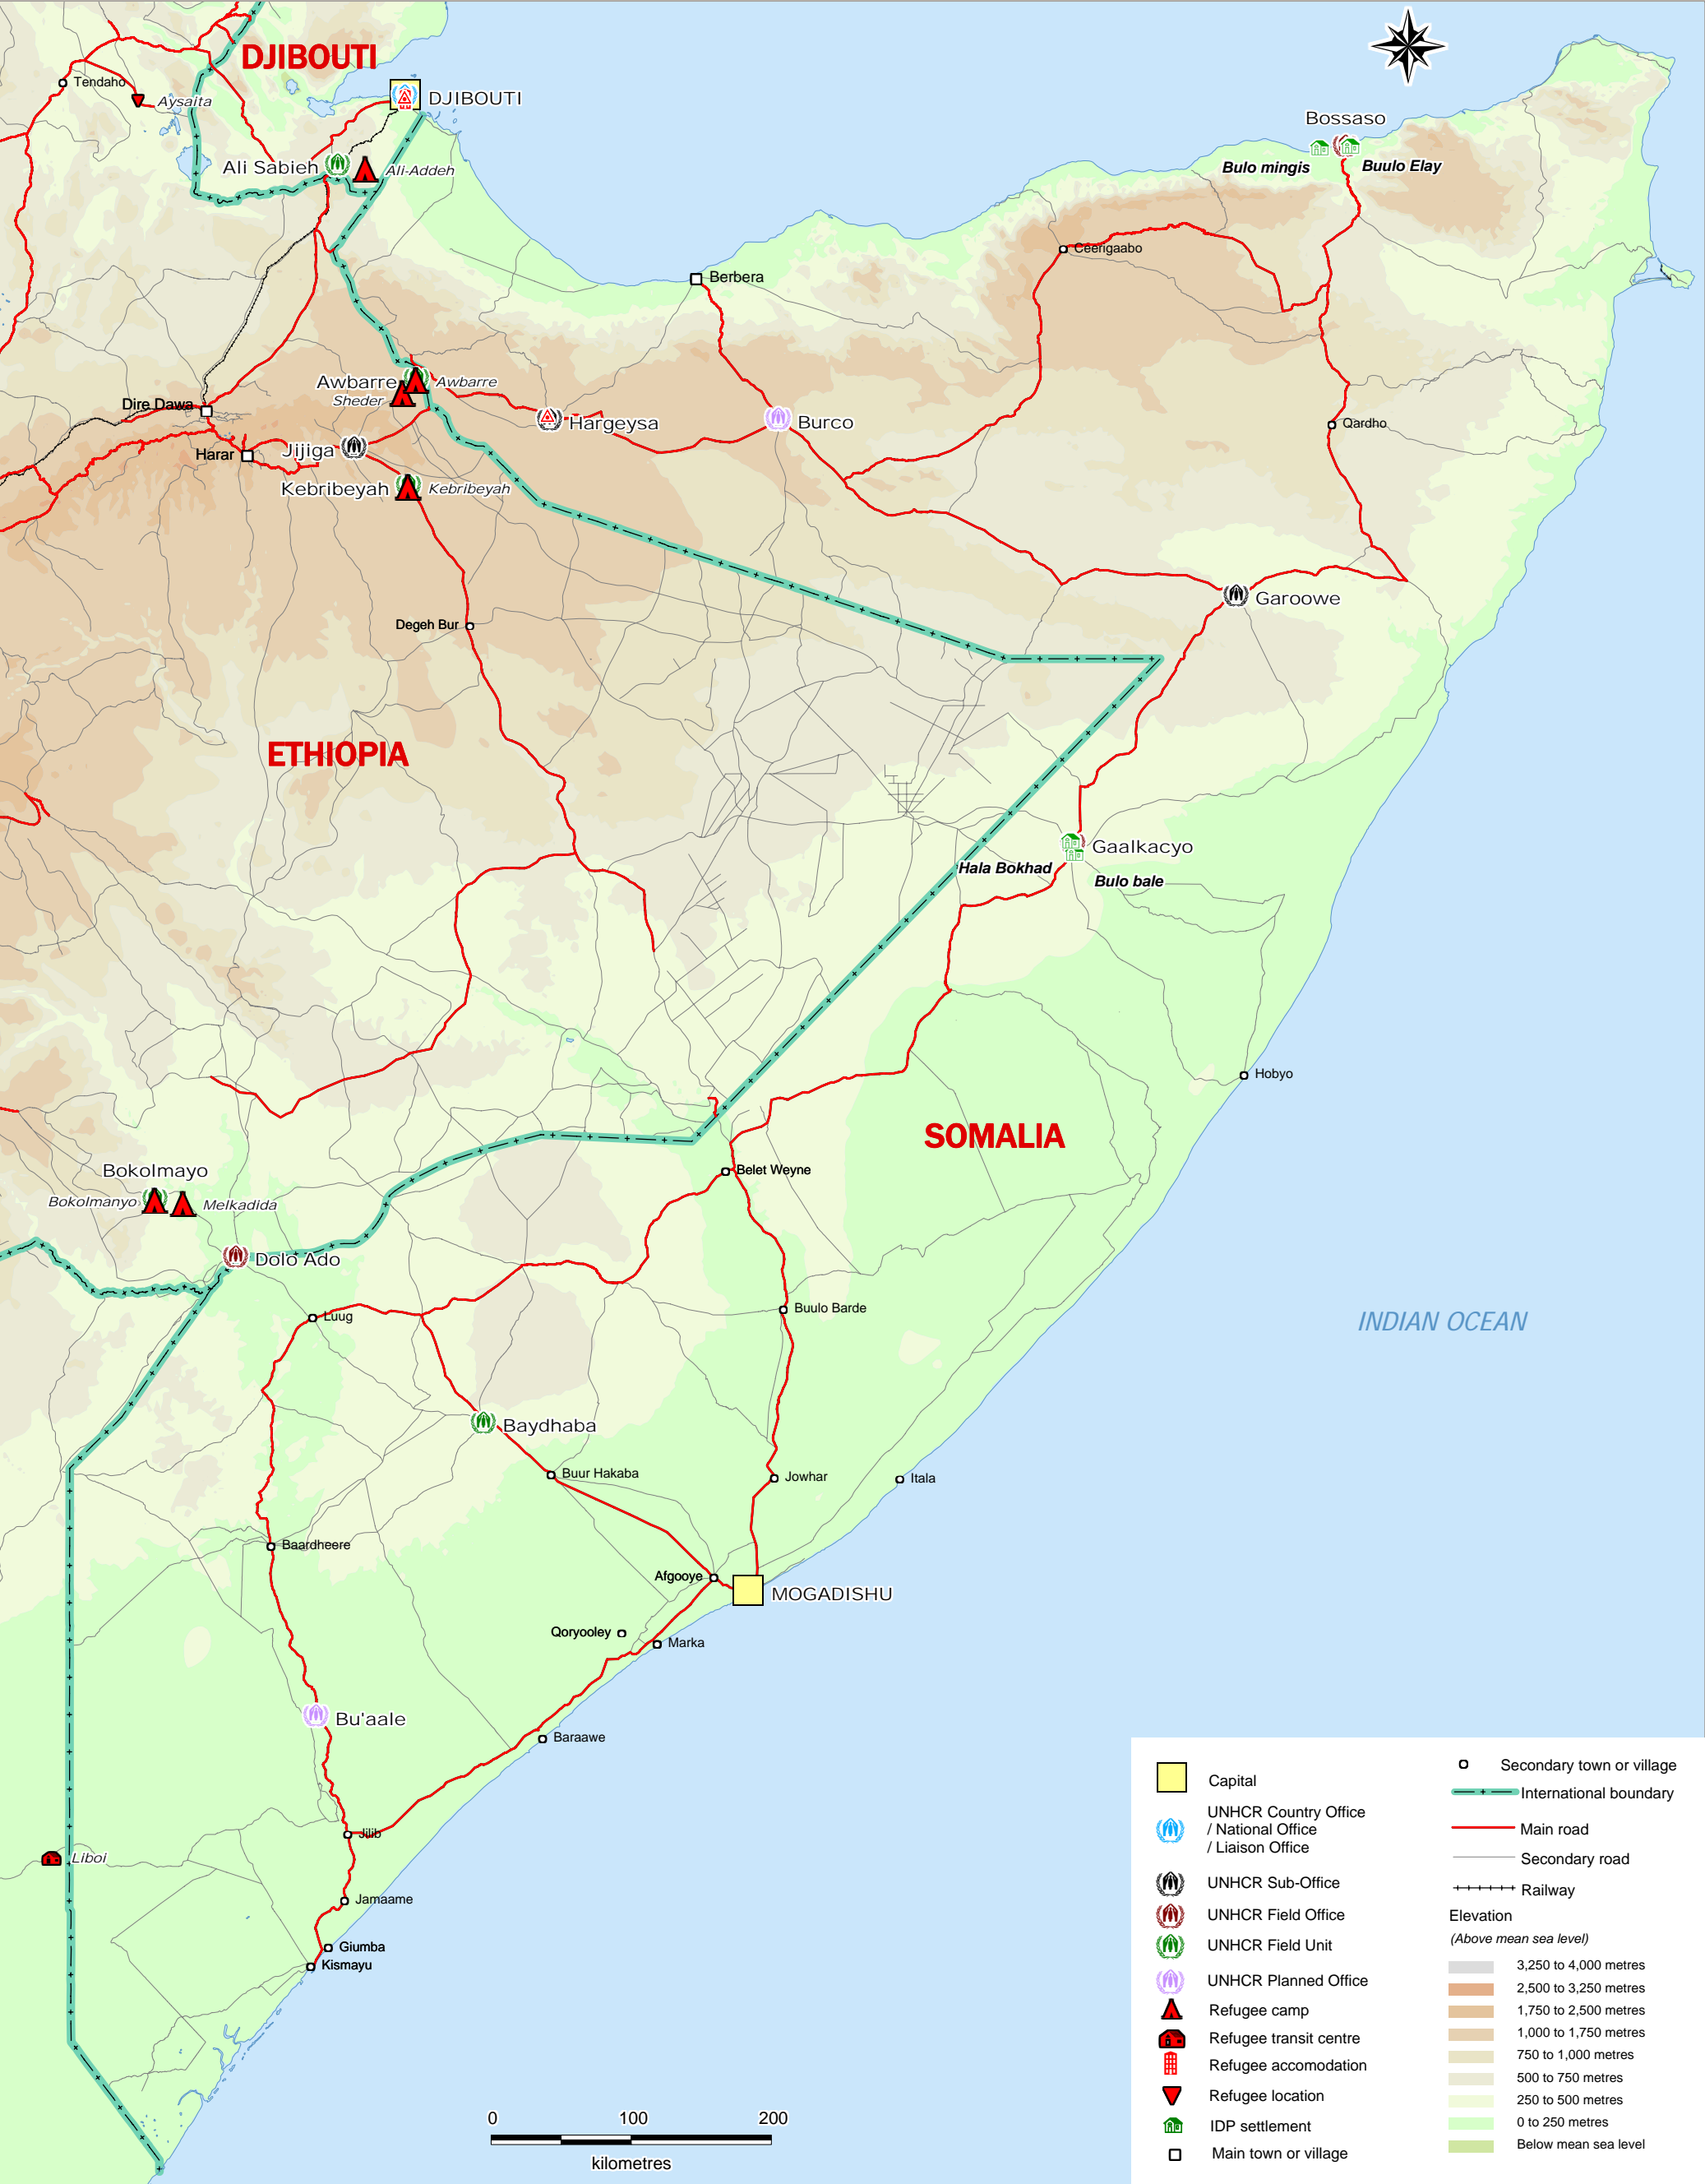 DJIBOUTI
Tendaho
Aysaita
DJIBOUTI
Ali Sabieh
Ali-Addeh
Bossaso
Bulo mingis
Buulo Elay
Ceerigaabo
Berbera
Awbarre
Awbarre
Sheder
Dire Dawa
Hargeysa
Burco
Qardho
Harar
Jijiga
Kebribeyah
Kebribeyah
Garoowe
Degeh Bur
ETHIOPIA
Gaalkacyo
Hala Bokhad
Bulo bale
Hobyo
SOMALIA
Bokolmayo
Belet Weyne
Bokolmanyo
Melkadida
Dolo Ado
Luug
Buulo Barde
INDIAN OCEAN
Baydhaba
Buur Hakaba
Jowhar
Itala
Baardheere
Afgooye
MOGADISHU
Qoryooley
Marka
Bu'aale
Baraawe
Jilib
Liboi
Jamaame
Giumba
Kismayu
0 100 200
kilometres
Capital
UNHCR Country Office
/ National Office
/ Liaison Office
UNHCR Sub-Office
UNHCR Field Office
UNHCR Field Unit
UNHCR Planned Office
Refugee camp
Refugee transit centre
Refugee accomodation
Refugee location
IDP settlement
Main town or village
Secondary town or village
International boundary
Main road
Secondary road
Railway
Elevation
(Above mean sea level)
3,250 to 4,000 metres
2,500 to 3,250 metres
1,750 to 2,500 metres
1,000 to 1,750 metres
750 to 1,000 metres
500 to 750 metres
250 to 500 metres
0 to 250 metres
Below mean sea level